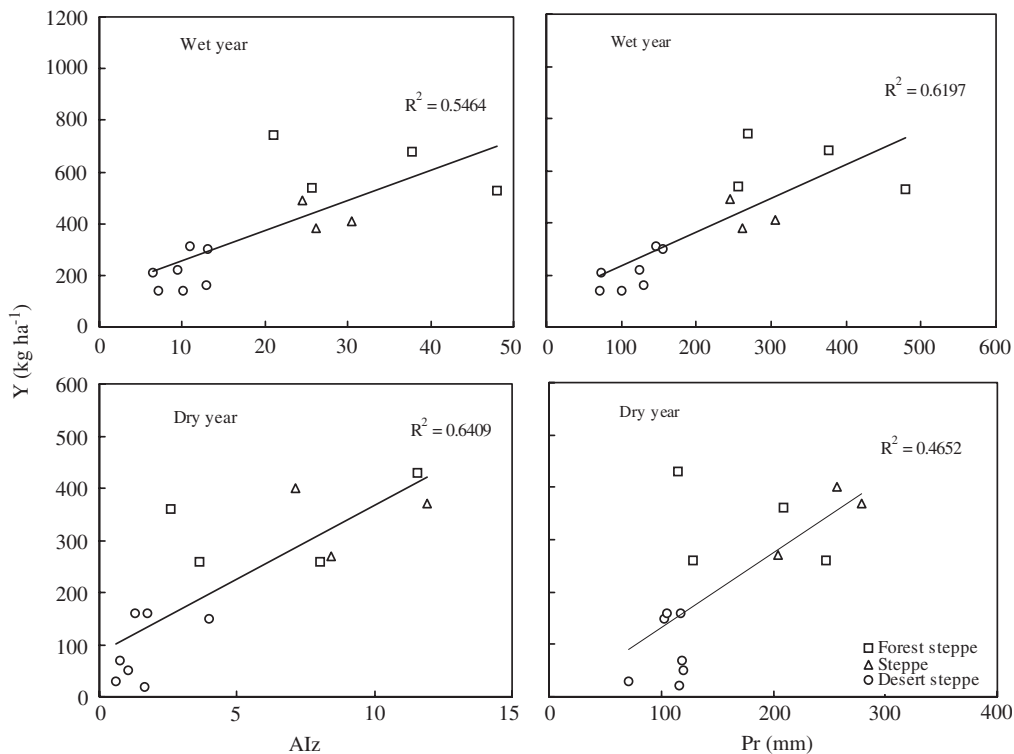 1200
1000
800
600
400
200
0
Wet year
R² = 0.5464
0 10 20 30 40 50
Wet year
R² = 0.6197
0 100 200 300 400 500 600
Y (kg ha⁻¹)
600
500
400
300
200
100
0
Dry year
R² = 0.6409
0 5 10 15
AIz
Dry year
R² = 0.4652
Forest steppe
Steppe
Desert steppe
0 100 200 300 400
Pr (mm)